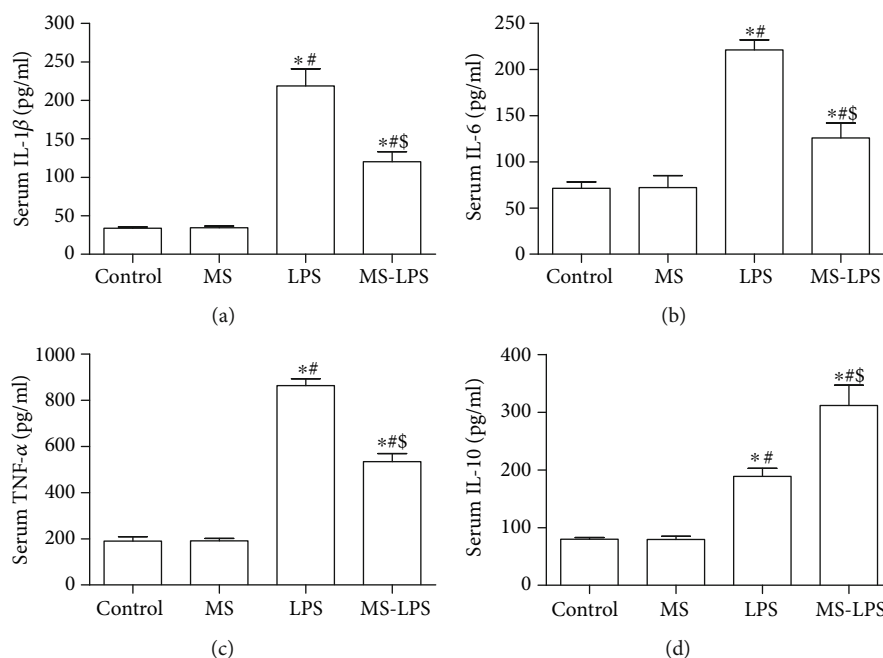 300
250
200
150
100
50
0
Serum IL-1β (pg/ml)
*#
*#$
Control MS LPS MS-LPS
(a)
250
200
150
100
50
0
Serum IL-6 (pg/ml)
*#
*#$
Control MS LPS MS-LPS
(b)
1000
800
600
400
200
0
Serum TNF-α (pg/ml)
*#
*#$
Control MS LPS MS-LPS
(c)
400
300
200
100
0
Serum IL-10 (pg/ml)
*#
*#$
Control MS LPS MS-LPS
(d)